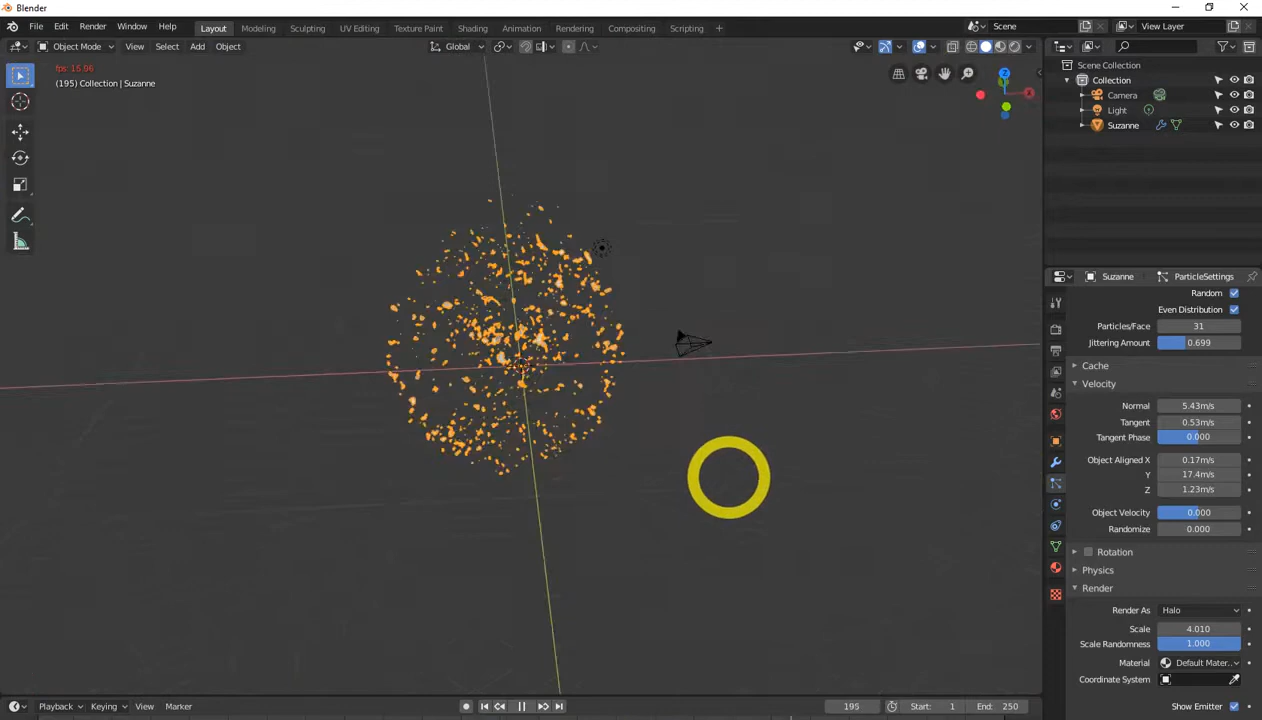 Blender
File Edit Render Window Help Layout Modeling Sculpting UV Editing Texture Paint Shading Animation Rendering Compositing Scripting Scene View Layer
Object Mode View Select Add Object Global
fps: 15.96
(195) Collection | Suzanne
Z
X
Scene Collection
Collection
Camera
Light
Suzanne
Suzanne ParticleSettings
Random
Even Distribution
Particles/Face 31
Jittering Amount 0.699
Cache
Velocity
Normal 5.43m/s
Tangent 0.53m/s
Tangent Phase 0.000
Object Aligned X 0.17m/s
Y 17.4m/s
Z 1.23m/s
Object Velocity 0.000
Randomize 0.000
Rotation
Physics
Render
Render As Halo
Scale 4.010
Scale Randomness 1.000
Material Default Mater..
Coordinate System
Show Emitter
Playback Keying View Marker 195 Start: 1 End: 250